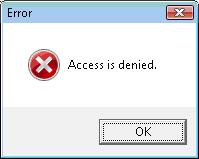 Error
Access is denied.
OK